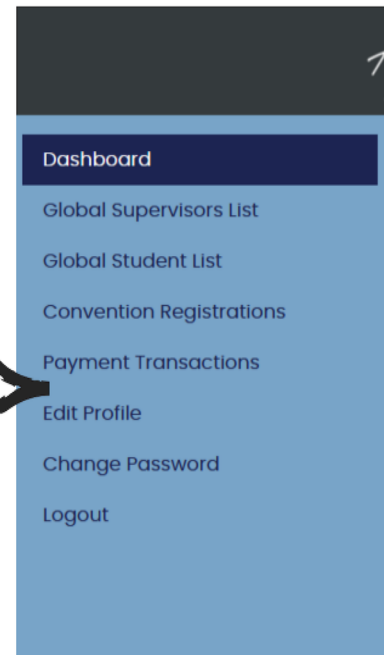 Dashboard
Global Supervisors List
Global Student List
Convention Registrations
Payment Transactions
Edit Profile
Change Password
Logout